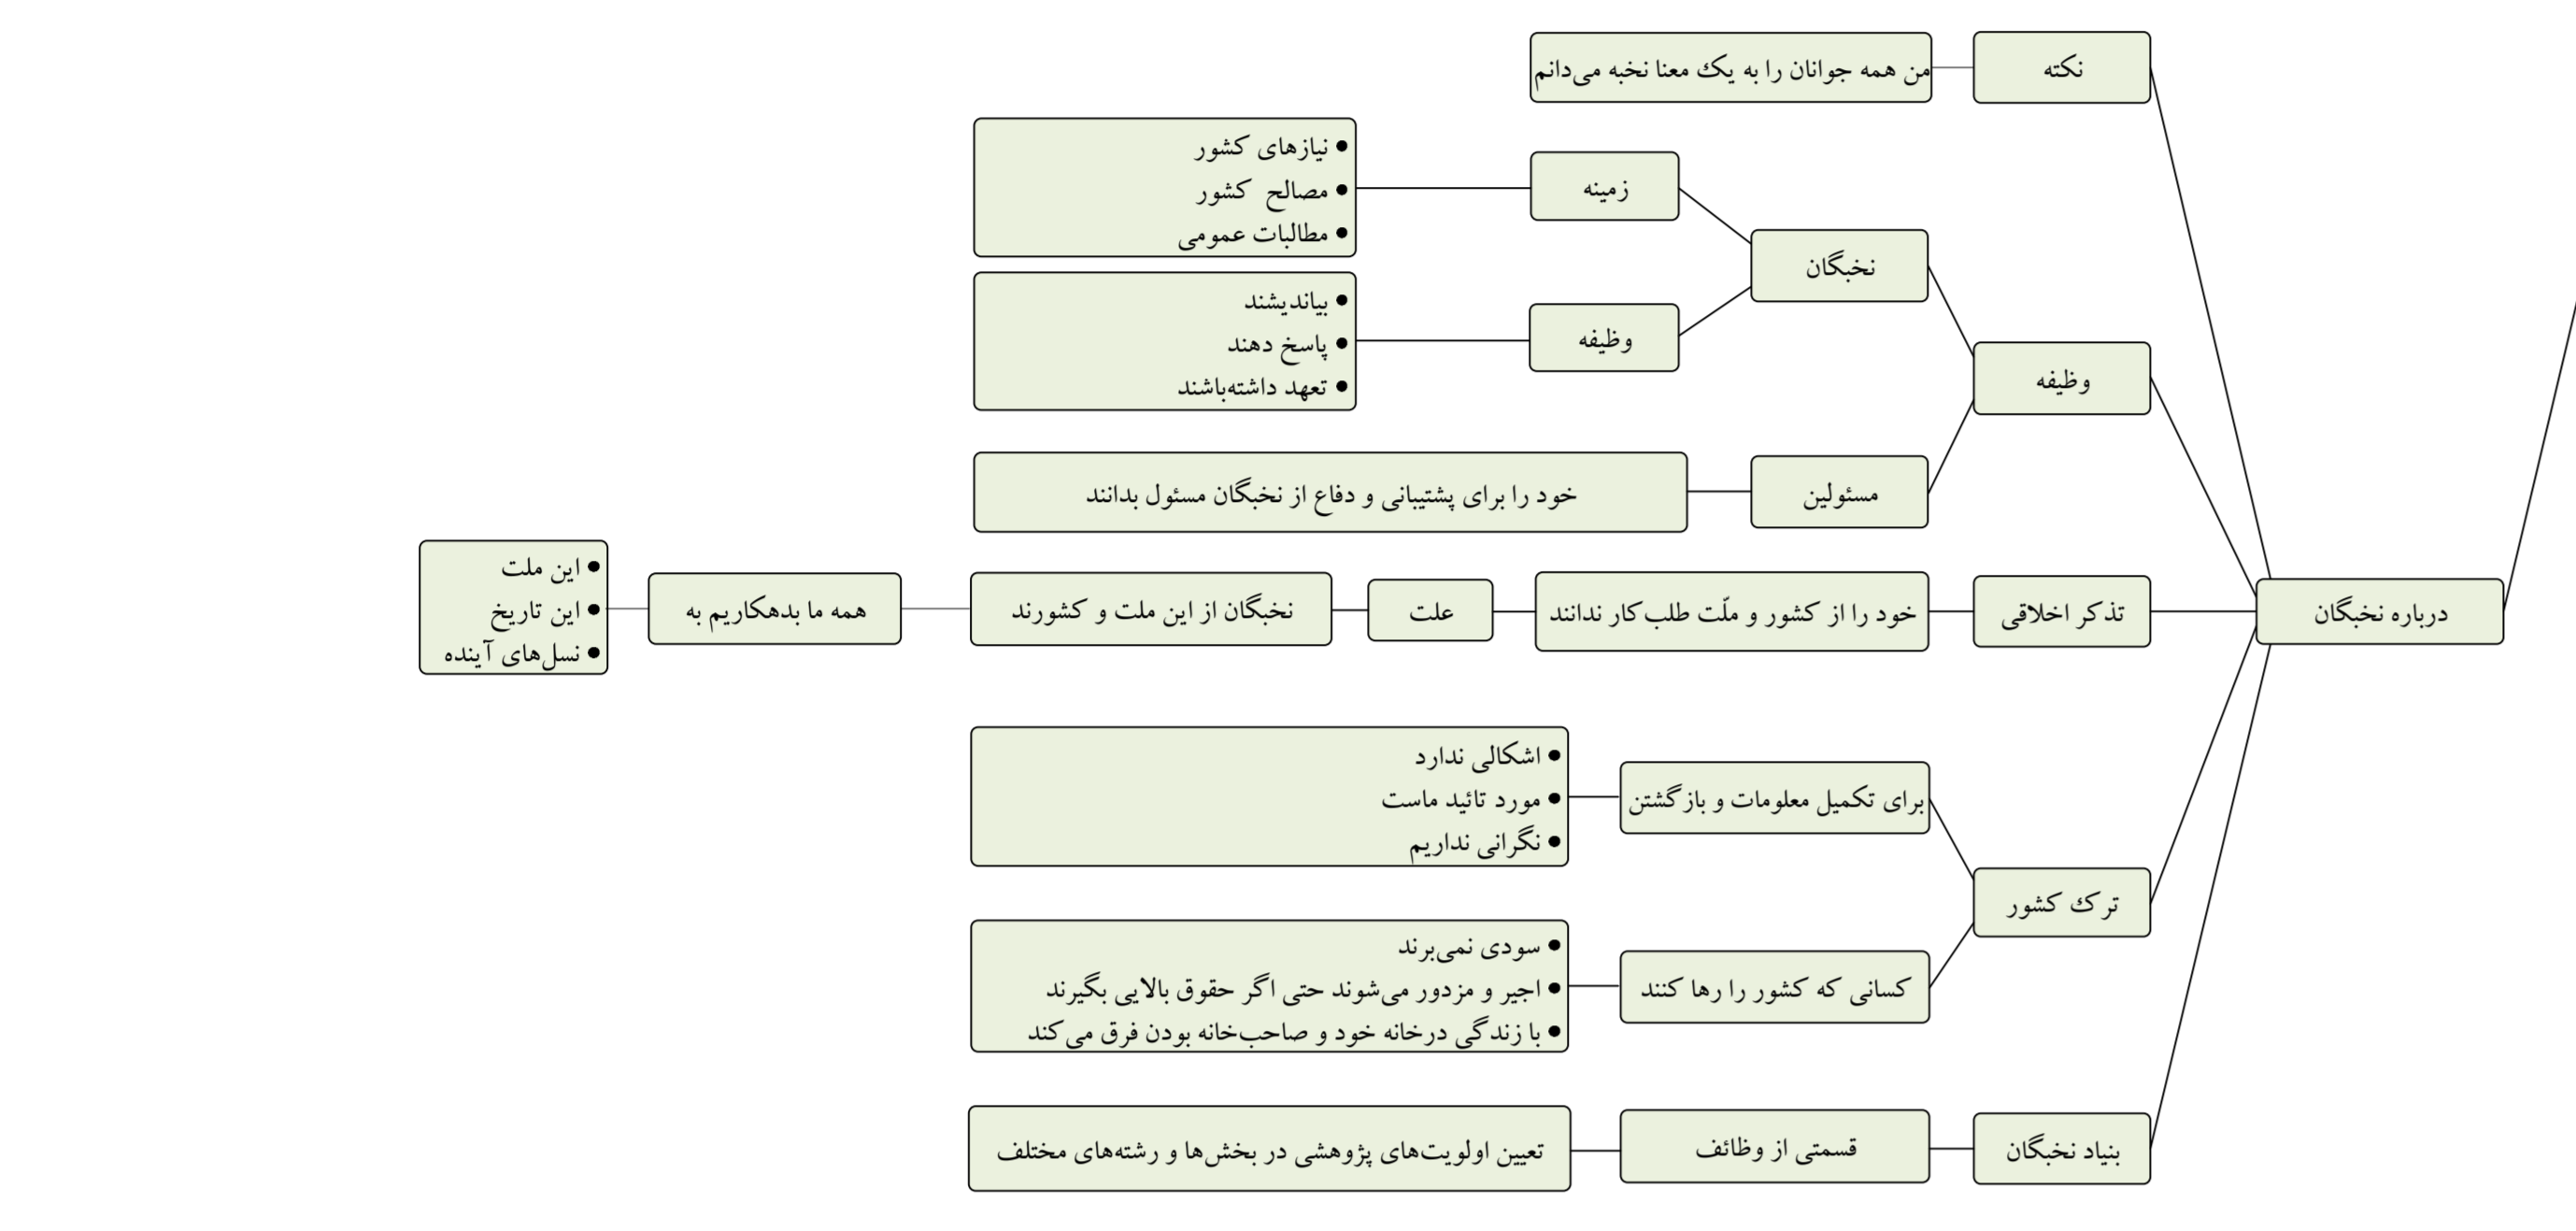 درباره نخبگان
نکته
من همه جوانان را به یک معنا نخبه می‌دانم
وظیفه
نخبگان
زمینه
● نیازهای کشور
● مصالح کشور
● مطالبات عمومی
وظیفه
● بیاندیشند
● پاسخ دهند
● تعهد داشته‌باشند
مسئولین
خود را برای پشتیبانی و دفاع از نخبگان مسئول بدانند
تذکر اخلاقی
خود را از کشور و ملّت طلب‌کار ندانند
علت
نخبگان از این ملت و کشورند
همه ما بدهکاریم به
● این ملت
● این تاریخ
● نسل‌های آینده
ترک کشور
برای تکمیل معلومات و بازگشتن
● اشکالی ندارد
● مورد تائید ماست
● نگرانی نداریم
کسانی که کشور را رها کنند
● سودی نمی‌برند
● اجیر و مزدور می‌شوند حتی اگر حقوق بالایی بگیرند
● با زندگی درخانه خود و صاحب‌خانه بودن فرق می‌کند
بنیاد نخبگان
قسمتی از وظائف
تعیین اولویت‌های پژوهشی در بخش‌ها و رشته‌های مختلف